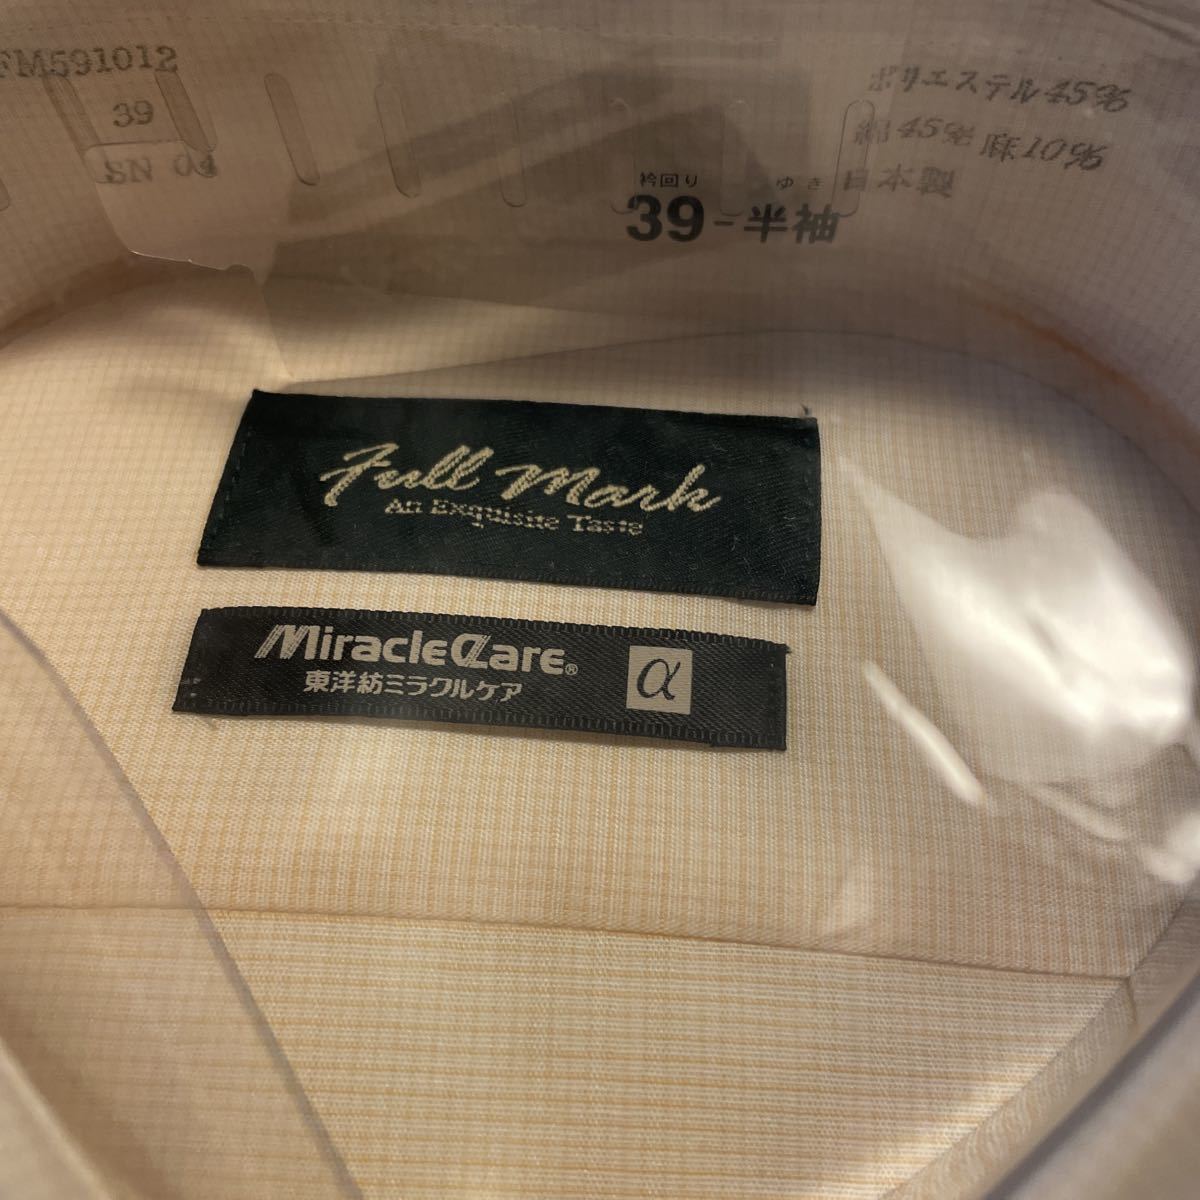 FM591012
39
SN 04
ポリエステル45%
綿45% 麻10%
日本製
衿回り ゆき
39-半袖
Full Mark
An Exquisite Taste
MiracleCare®
東洋紡ミラクルケア
α